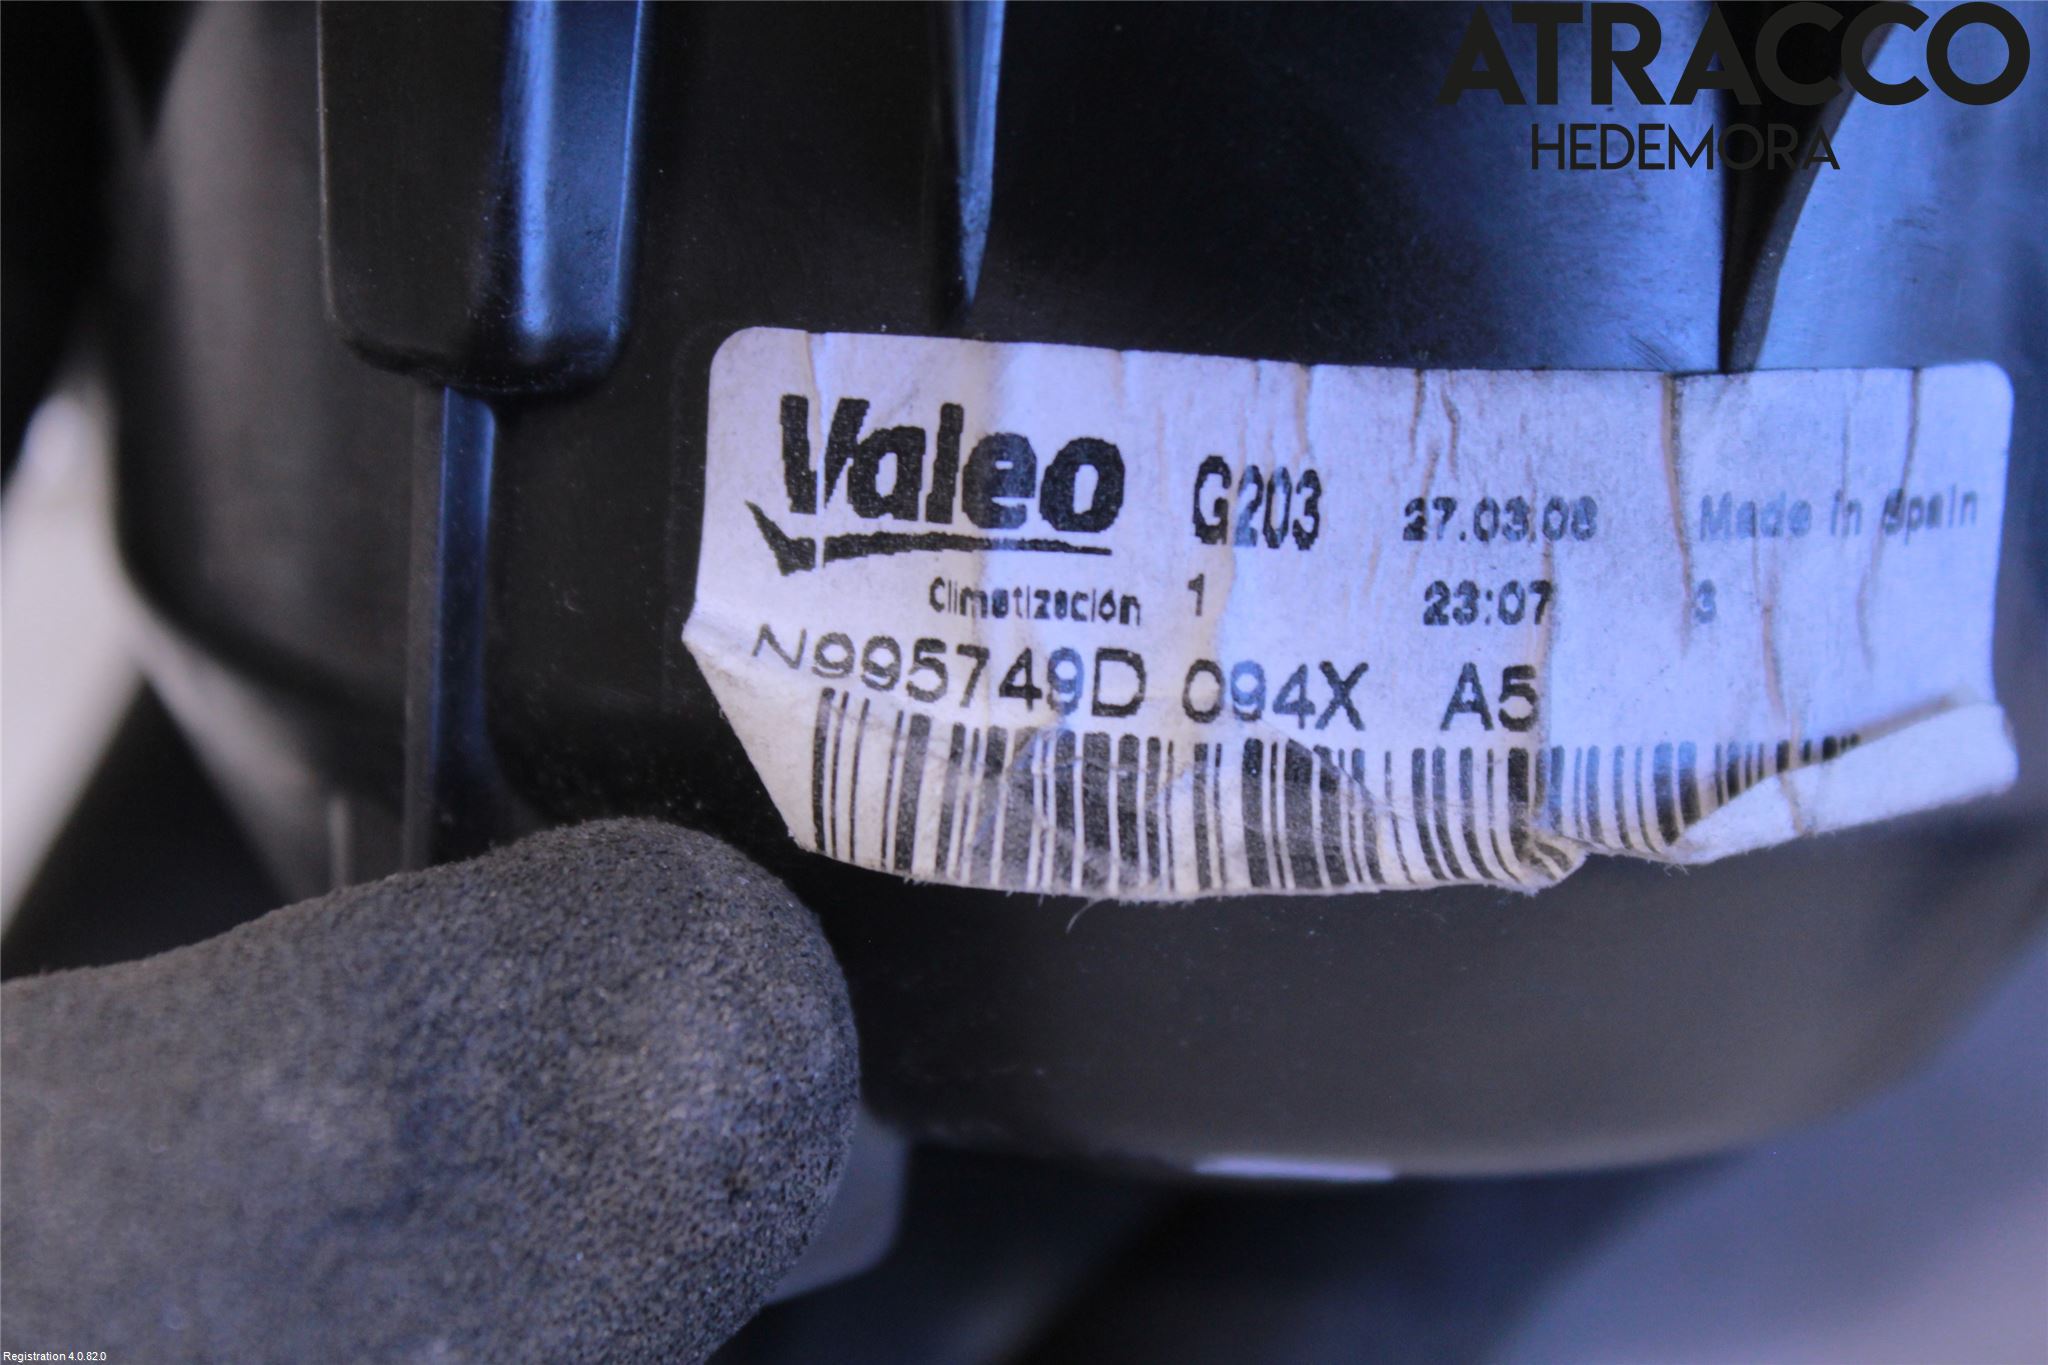 ATRACCO
HEDEMORA
Valeo G203 27.03.08 Made in Spain
Climatización 1 23:07 3
N995749D 094X A5
Registration 4.0.82.0